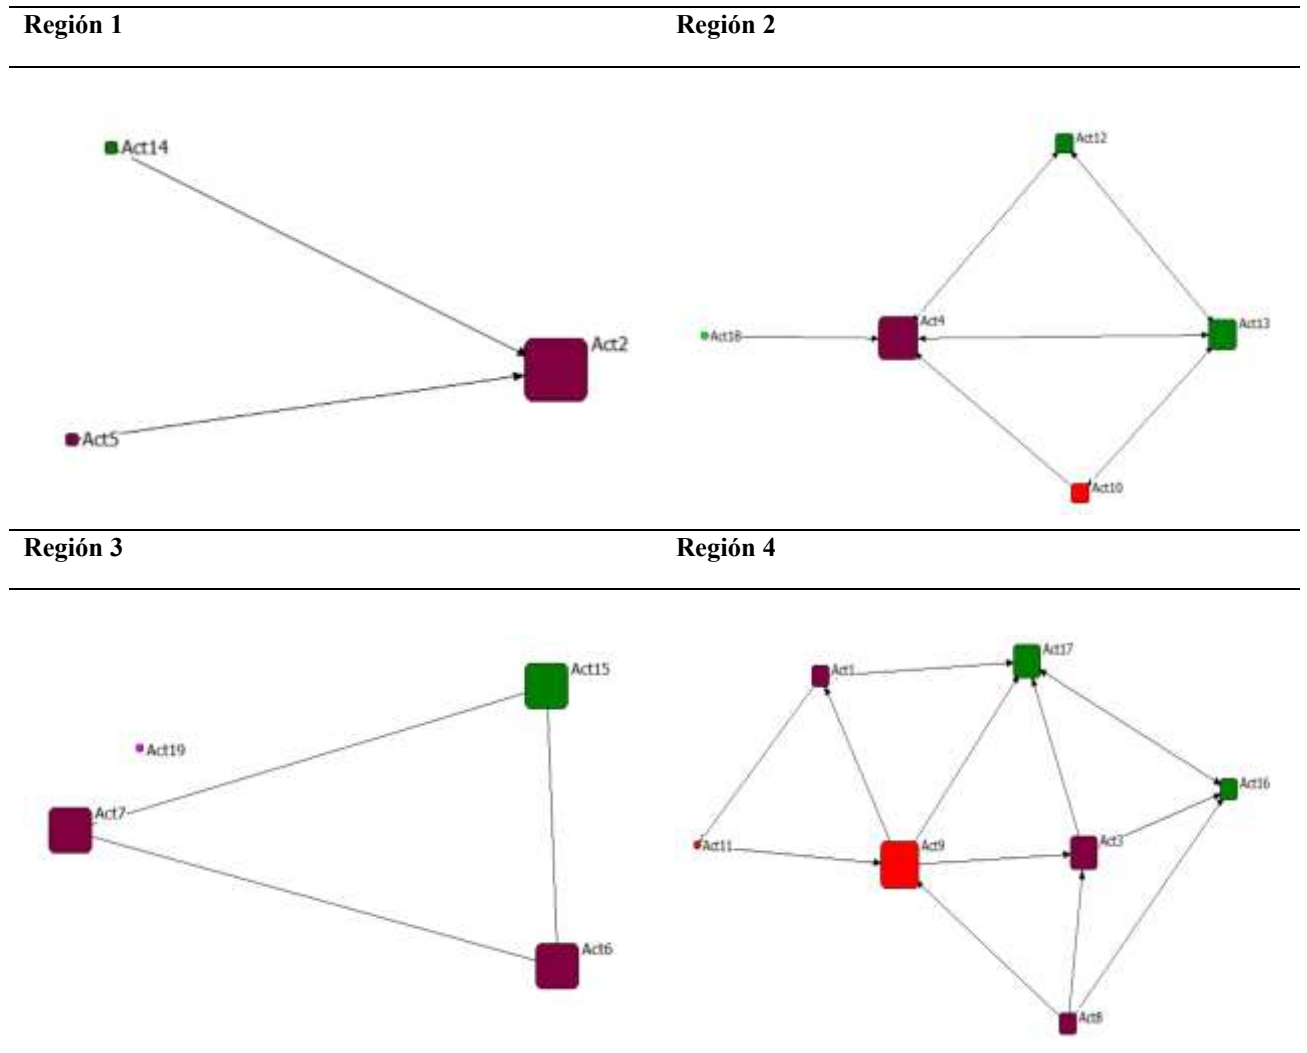 Región 1
Región 2
Act14
Act2
Act5
Act12
Act4
Act13
Act18
Act10
Región 3
Región 4
Act15
Act19
Act7
Act6
Act17
Act1
Act16
Act11
Act9
Act3
Act8